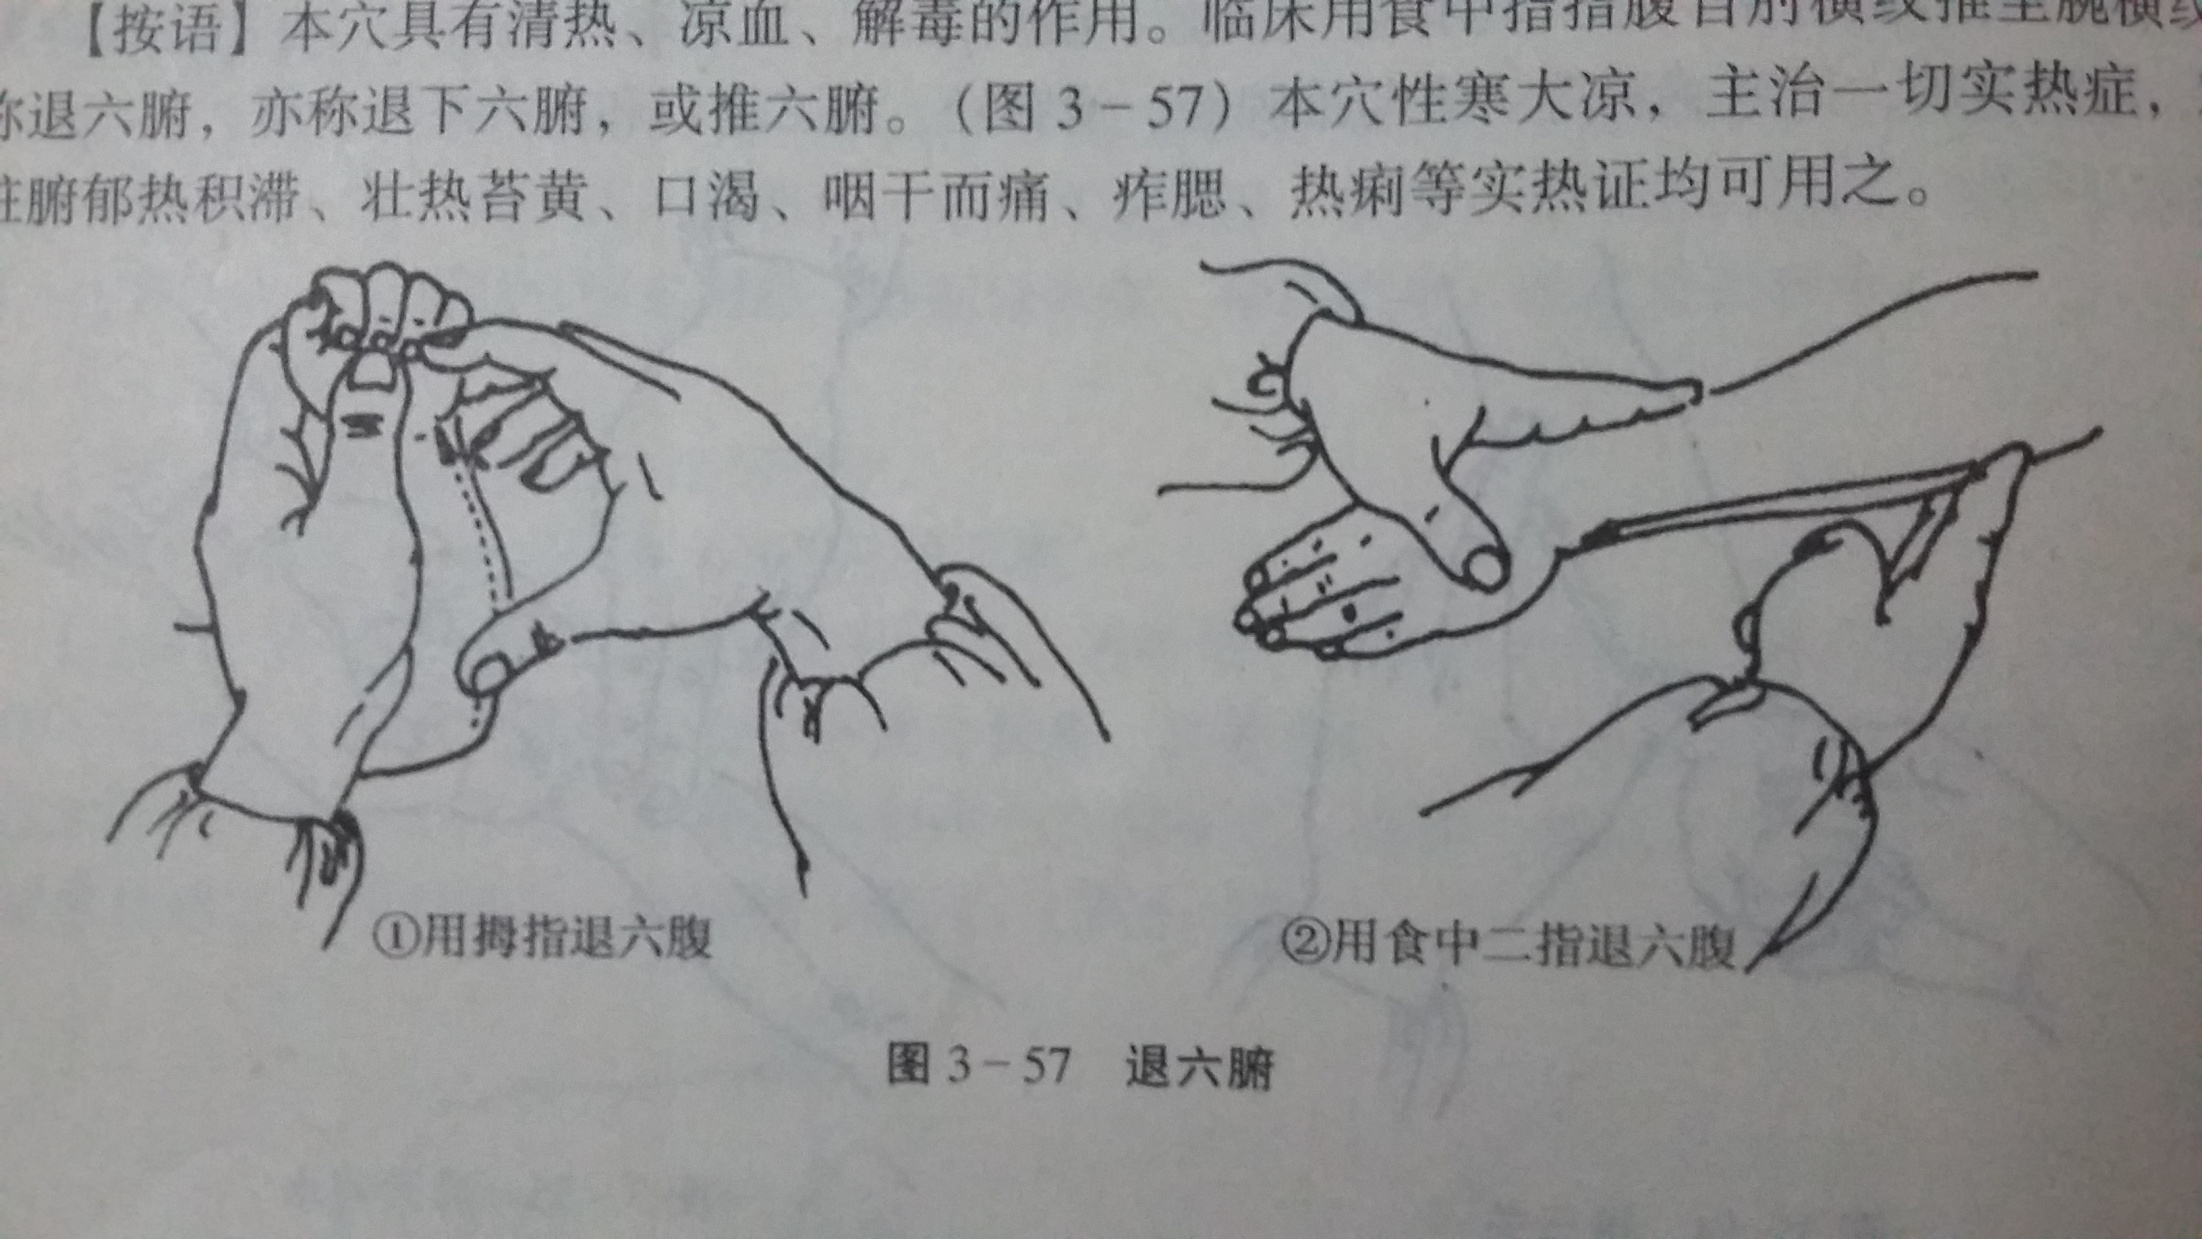 【按语】本穴具有清热、凉血、解毒的作用。临床用食中指指腹自肘横纹推至腕横纹
称退六腑，亦称退下六腑，或推六腑。（图 3－57）本穴性寒大凉，主治一切实热症，
脏腑郁热积滞、壮热苔黄、口渴、咽干而痛、痄腮、热痢等实热证均可用之。
①用拇指退六腹
②用食中二指退六腹
图 3－57 退六腑